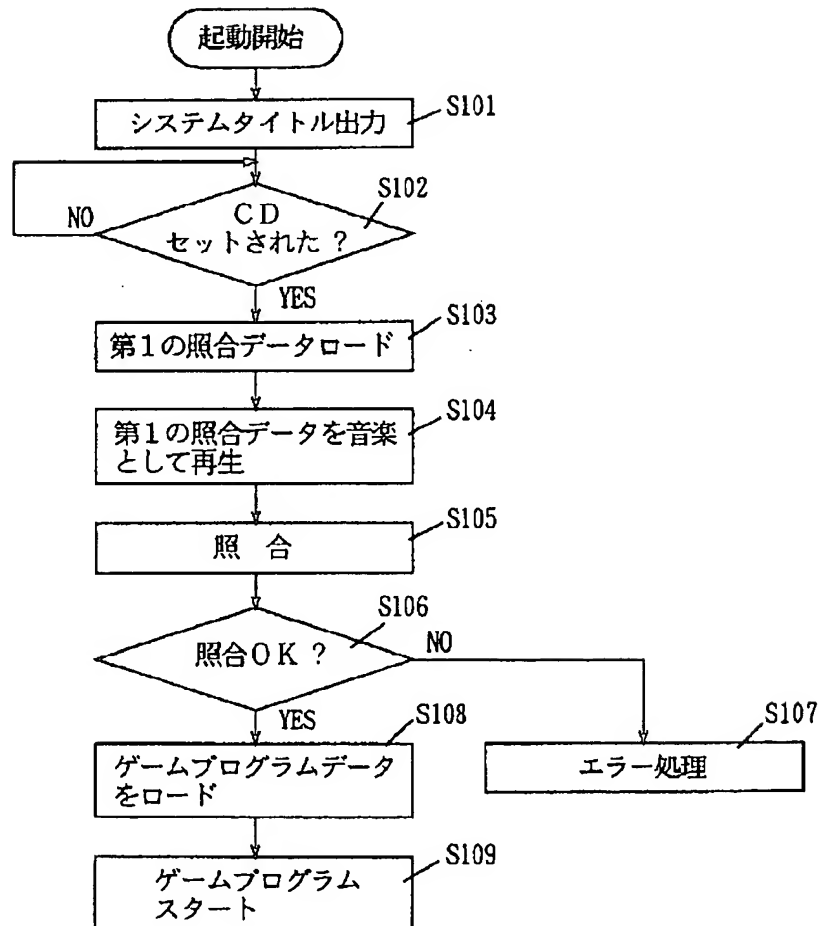 起動開始
システムタイトル出力
S101
S102
CD
セットされた?
NO
YES
S103
第1の照合データロード
S104
第1の照合データを音楽
として再生
S105
照 合
S106
照合OK?
NO
YES
S108
S107
ゲームプログラムデータ
をロード
エラー処理
S109
ゲームプログラム
スタート